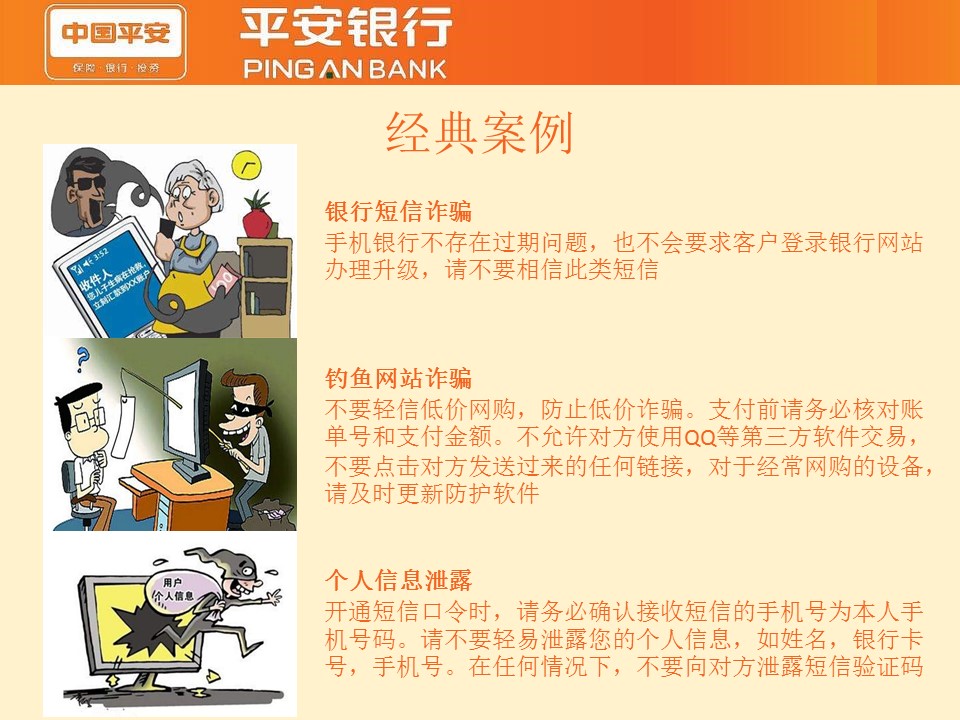 中国平安
保险·银行·投资
平安银行
PING AN BANK
经典案例
3:52
收件人
您儿子生病在抢救,
立刻汇款到XX账户
银行短信诈骗
手机银行不存在过期问题，也不会要求客户登录银行网站
办理升级，请不要相信此类短信
钓鱼网站诈骗
不要轻信低价网购，防止低价诈骗。支付前请务必核对账
单号和支付金额。不允许对方使用QQ等第三方软件交易，
不要点击对方发送过来的任何链接，对于经常网购的设备，
请及时更新防护软件
用户
个人信息
个人信息泄露
开通短信口令时，请务必确认接收短信的手机号为本人手
机号码。请不要轻易泄露您的个人信息，如姓名，银行卡
号，手机号。在任何情况下，不要向对方泄露短信验证码